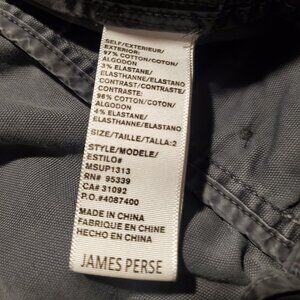 SELF/EXTERIEUR/
EXTERIOR:
97% COTTON/COTON/
ALGODON
3% ELASTANE/
ELASTHANNE/ELASTANO
CONTRAST/CONTRASTE/
CONTRASTE:
96% COTTON/COTON/
ALGODON
4% ELASTANE/
ELASTHANNE/ELASTANO
SIZE/TAILLE/TALLA:2
STYLE/MODELE/
ESTILO#
MSUP1313
RN# 95339
CA# 31092
P.O.#4087400
MADE IN CHINA
FABRIQUE EN CHINE
HECHO EN CHINA
JAMES PERSE